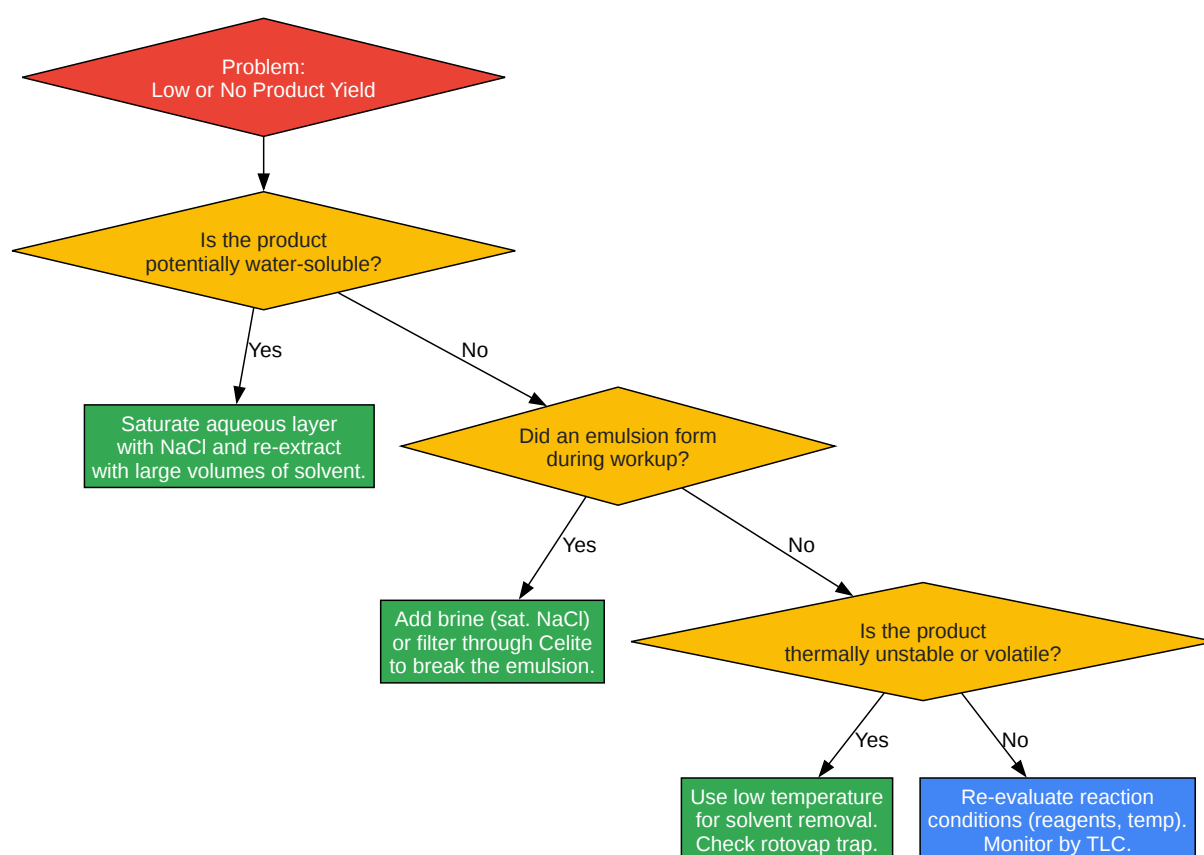 Problem:
Low or No Product Yield
Is the product
potentially water-soluble?
Yes
No
Saturate aqueous layer
with NaCl and re-extract
with large volumes of solvent.
Did an emulsion form
during workup?
Yes
No
Add brine (sat. NaCl)
or filter through Celite
to break the emulsion.
Is the product
thermally unstable or volatile?
Yes
No
Use low temperature
for solvent removal.
Check rotovap trap.
Re-evaluate reaction
conditions (reagents, temp).
Monitor by TLC.